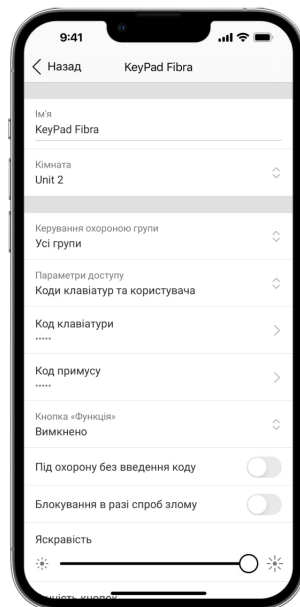 9:41
Назад KeyPad Fibra
Ім'я
KeyPad Fibra
Кімната
Unit 2
Керування охороною групи
Усі групи
Параметри доступу
Коди клавіатур та користувача
Код клавіатури
•••••
Код примусу
•••••
Кнопка «Функція»
Вимкнено
Під охорону без введення коду
Блокування в разі спроб злому
Яскравість
кнопок